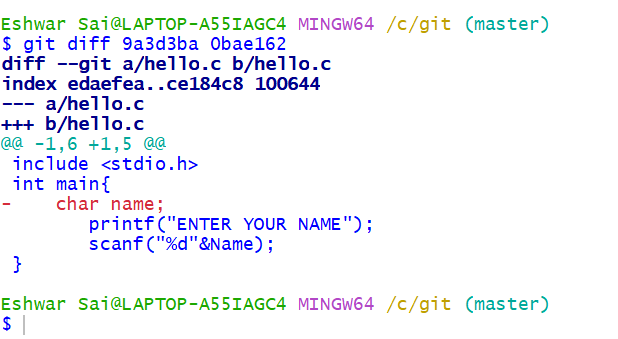 Eshwar Sai@LAPTOP-A55IAGC4 MINGW64 /c/git (master)
$ git diff 9a3d3ba 0bae162
diff --git a/hello.c b/hello.c
index edaefea..ce184c8 100644
--- a/hello.c
+++ b/hello.c
@@ -1,6 +1,5 @@
 include <stdio.h>
 int main{
-    char name;
        printf("ENTER YOUR NAME");
        scanf("%d"&Name);
 }
Eshwar Sai@LAPTOP-A55IAGC4 MINGW64 /c/git (master)
$